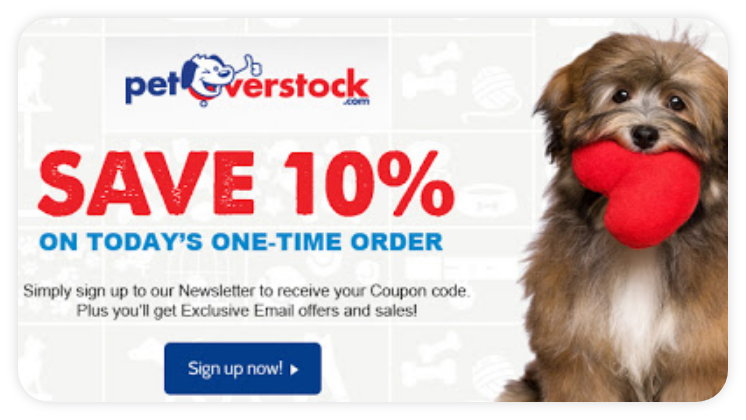 petOverstock
.com
SAVE 10%
ON TODAY'S ONE-TIME ORDER
Simply sign up to our Newsletter to receive your Coupon code.
Plus you'll get Exclusive Email offers and sales!
Sign up now!